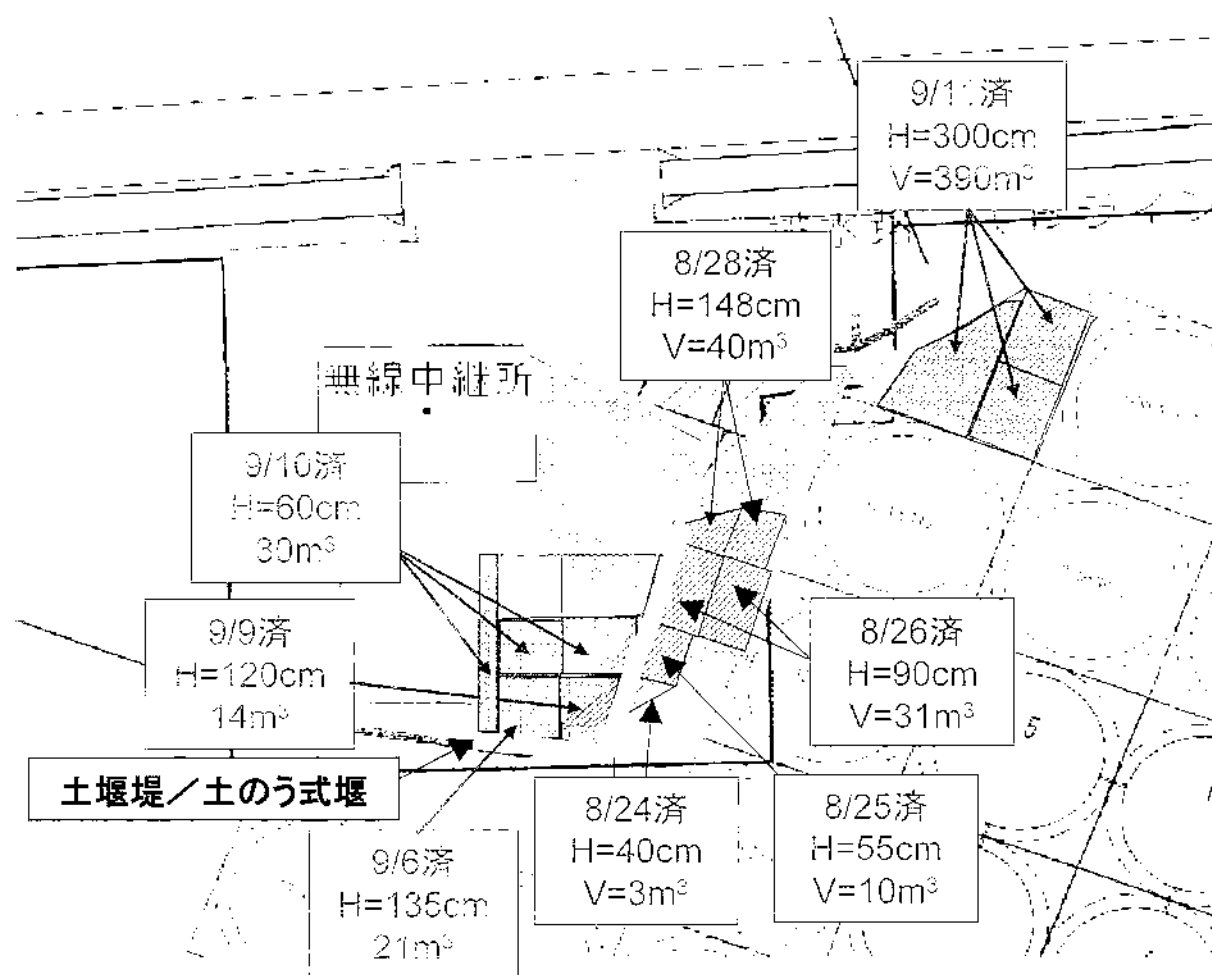 9/11済
H=300cm
V=390m³
8/28済
H=148cm
V=40m³
無線中継所
9/10済
H=60cm
30m³
9/9済
H=120cm
14m³
8/26済
H=90cm
V=31m³
土堰堤／土のう式堰
8/24済
H=40cm
V=3m³
8/25済
H=55cm
V=10m³
9/6済
H=135cm
21m³
5